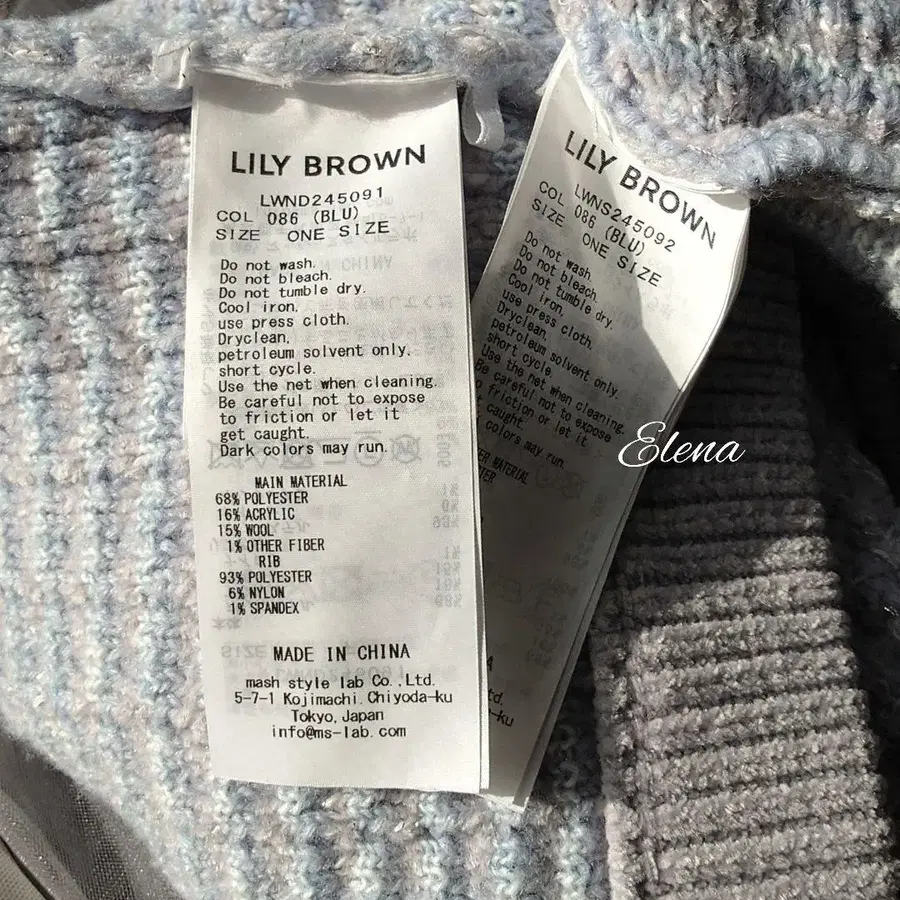 LILY BROWN
LWND245091
COL 086 (BLU)
SIZE ONE SIZE
Do not wash.
Do not bleach.
Do not tumble dry.
Cool iron,
use press cloth.
Dryclean,
petroleum solvent only.
short cycle.
Use the net when cleaning.
Be careful not to expose
to friction or let it
get caught.
Dark colors may run.
MAIN MATERIAL
68% POLYESTER
16% ACRYLIC
15% WOOL
1% OTHER FIBER
RIB
93% POLYESTER
6% NYLON
1% SPANDEX
MADE IN CHINA
mash style lab Co.,Ltd.
5-7-1 Kojimachi Chiyoda-ku
Tokyo, Japan
info@ms-lab.com
LILY BROWN
LWNS245092
COL 086 (BLU)
SIZE ONE SIZE
Do not wash.
Do not bleach.
Do not tumble dry.
Cool iron,
use press cloth.
Dryclean,
petroleum solvent only.
short cycle.
Use the net when cleaning.
Be careful not to expose
friction or let it
caught.
colors may run.
MATERIAL
td.
-ku
Elena